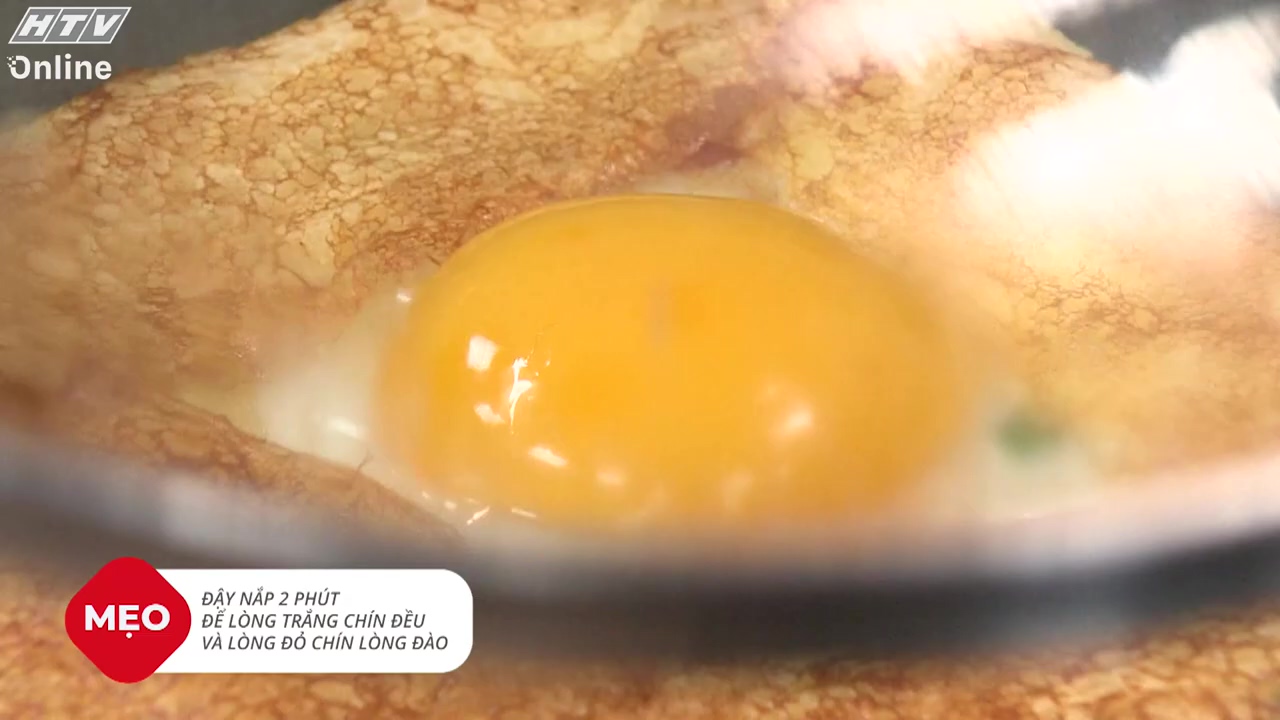 HTV
Online
MẸO
ĐẬY NẮP 2 PHÚT
ĐỂ LÒNG TRẮNG CHÍN ĐỀU
VÀ LÒNG ĐỎ CHÍN LÒNG ĐÀO